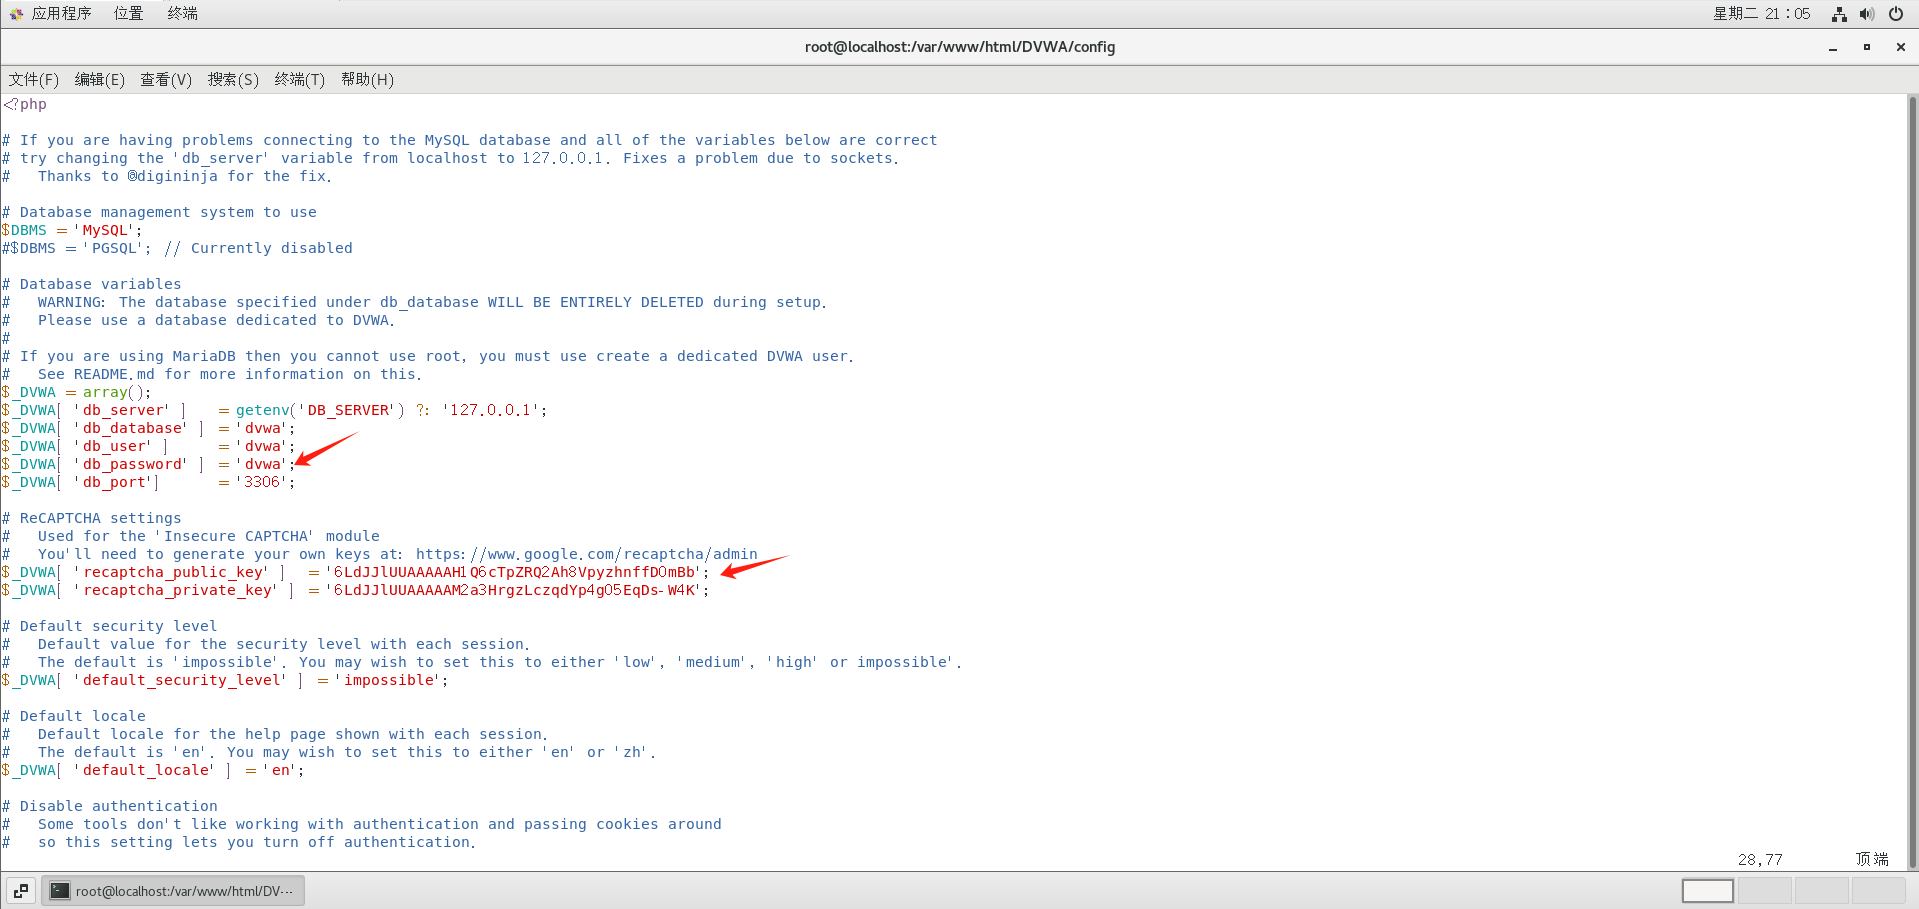 应用程序 位置 终端 星期二 21：05
root@localhost:/var/www/html/DVWA/config
文件(F) 编辑(E) 查看(V) 搜索(S) 终端(T) 帮助(H)
<?php

# If you are having problems connecting to the MySQL database and all of the variables below are correct
# try changing the 'db_server' variable from localhost to 127.0.0.1. Fixes a problem due to sockets.
#   Thanks to @digininja for the fix.

# Database management system to use
$DBMS = 'MySQL';
#$DBMS = 'PGSQL'; // Currently disabled

# Database variables
#   WARNING: The database specified under db_database WILL BE ENTIRELY DELETED during setup.
#   Please use a database dedicated to DVWA.
#
# If you are using MariaDB then you cannot use root, you must use create a dedicated DVWA user.
#   See README.md for more information on this.
$_DVWA = array();
$_DVWA[ 'db_server' ]   = getenv('DB_SERVER') ?: '127.0.0.1';
$_DVWA[ 'db_database' ] = 'dvwa';
$_DVWA[ 'db_user' ]     = 'dvwa';
$_DVWA[ 'db_password' ] = 'dvwa';
$_DVWA[ 'db_port']      = '3306';

# ReCAPTCHA settings
#   Used for the 'Insecure CAPTCHA' module
#   You'll need to generate your own keys at: https://www.google.com/recaptcha/admin
$_DVWA[ 'recaptcha_public_key' ]  = '6LdJJlUUAAAAAH1Q6cTpZRQ2Ah8VpyzhnffD0mBb';
$_DVWA[ 'recaptcha_private_key' ] = '6LdJJlUUAAAAAM2a3HrgzLczqdYp4g05EqDs-W4K';

# Default security level
#   Default value for the security level with each session.
#   The default is 'impossible'. You may wish to set this to either 'low', 'medium', 'high' or impossible'.
$_DVWA[ 'default_security_level' ] = 'impossible';

# Default locale
#   Default locale for the help page shown with each session.
#   The default is 'en'. You may wish to set this to either 'en' or 'zh'.
$_DVWA[ 'default_locale' ] = 'en';

# Disable authentication
#   Some tools don't like working with authentication and passing cookies around
#   so this setting lets you turn off authentication.
28,77 顶端
root@localhost:/var/www/html/DV···